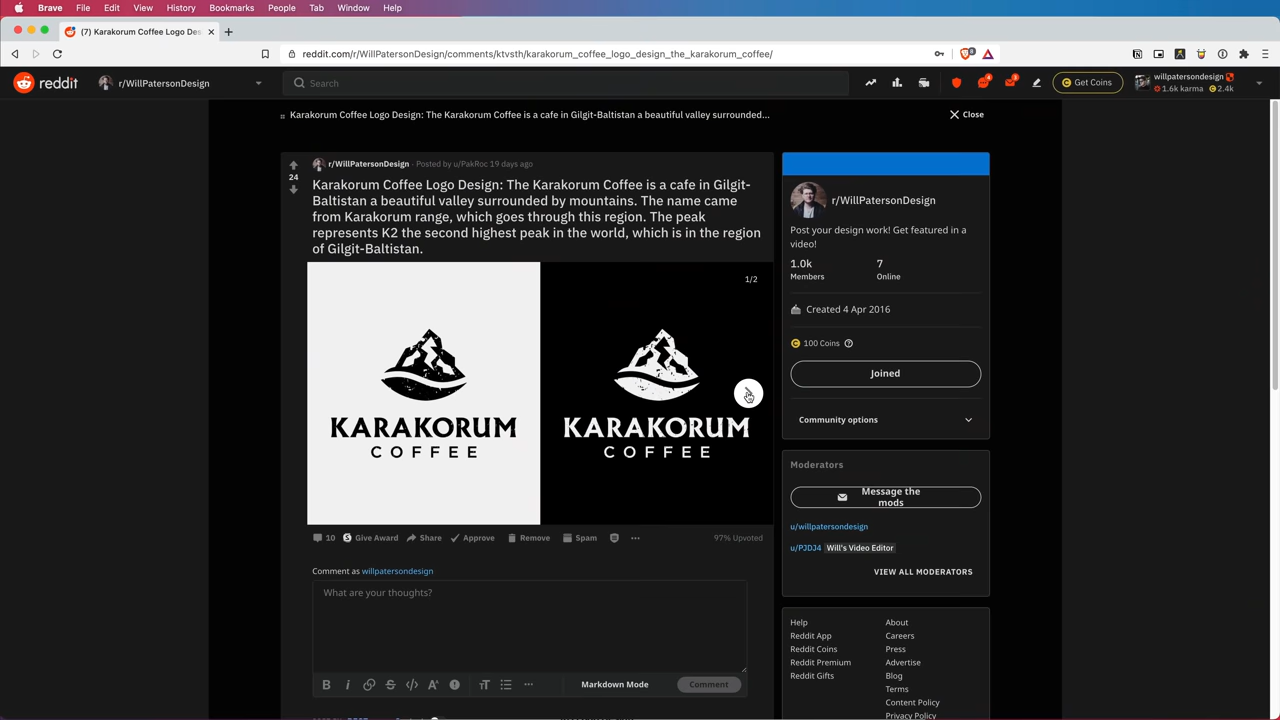 Brave File Edit View History Bookmarks People Tab Window Help
(7) Karakorum Coffee Logo Des
reddit.com/r/WillPatersonDesign/comments/ktvsth/karakorum_coffee_logo_design_the_karakorum_coffee/
reddit r/WillPatersonDesign Search Get Coins willpatersondesign
1.6k karma 2.4k
Karakorum Coffee Logo Design: The Karakorum Coffee is a cafe in Gilgit-Baltistan a beautiful valley surrounded... Close
r/WillPatersonDesign · Posted by u/PakRoc 19 days ago
24
Karakorum Coffee Logo Design: The Karakorum Coffee is a cafe in Gilgit-
Baltistan a beautiful valley surrounded by mountains. The name came
from Karakorum range, which goes through this region. The peak
represents K2 the second highest peak in the world, which is in the region
of Gilgit-Baltistan.
1/2
KARAKORUM
COFFEE
KARAKORUM
COFFEE
10 Give Award Share Approve Remove Spam 97% Upvoted
Comment as willpatersondesign
What are your thoughts?
Markdown Mode Comment
r/WillPatersonDesign
Post your design work! Get featured in a
video!
1.0k 7
Members Online
Created 4 Apr 2016
100 Coins
Joined
Community options
Moderators
Message the
mods
u/willpatersondesign
u/PJDJ4 Will's Video Editor
VIEW ALL MODERATORS
Help About
Reddit App Careers
Reddit Coins Press
Reddit Premium Advertise
Reddit Gifts Blog
Terms
Content Policy
Privacy Policy